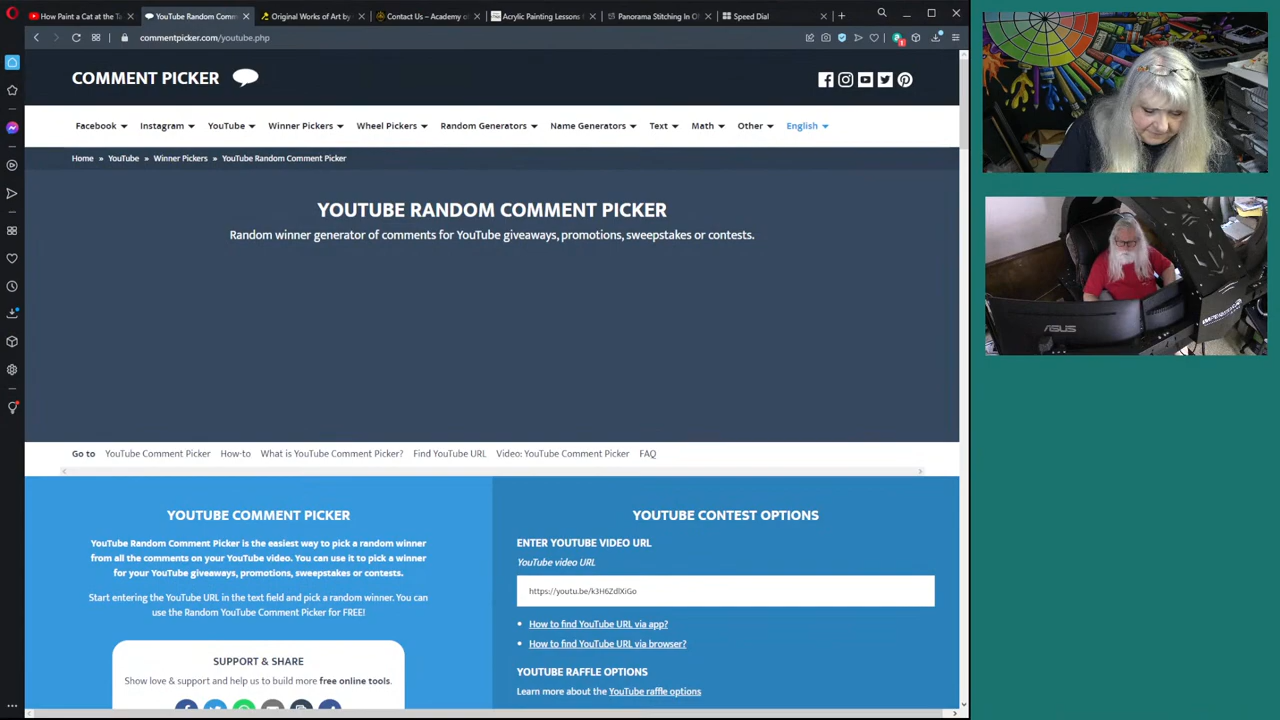 How Paint a Cat at the T
YouTube Random Comm
Original Works of Art by
Contact Us – Academy o
Acrylic Painting Lessons
Panorama Stitching In O
Speed Dial
commentpicker.com/youtube.php
COMMENT PICKER
Facebook Instagram YouTube Winner Pickers Wheel Pickers Random Generators Name Generators Text Math Other English
Home » YouTube » Winner Pickers » YouTube Random Comment Picker
YOUTUBE RANDOM COMMENT PICKER
Random winner generator of comments for YouTube giveaways, promotions, sweepstakes or contests.
Go to YouTube Comment Picker How-to What is YouTube Comment Picker? Find YouTube URL Video: YouTube Comment Picker FAQ
YOUTUBE COMMENT PICKER
YouTube Random Comment Picker is the easiest way to pick a random winner
from all the comments on your YouTube video. You can use it to pick a winner
for your YouTube giveaways, promotions, sweepstakes or contests.
Start entering the YouTube URL in the text field and pick a random winner. You can
use the Random YouTube Comment Picker for FREE!
SUPPORT & SHARE
Show love & support and help us to build more free online tools.
YOUTUBE CONTEST OPTIONS
ENTER YOUTUBE VIDEO URL
YouTube video URL
https://youtu.be/k3H6ZdlXiGo
How to find YouTube URL via app?
How to find YouTube URL via browser?
YOUTUBE RAFFLE OPTIONS
Learn more about the YouTube raffle options
ASUS